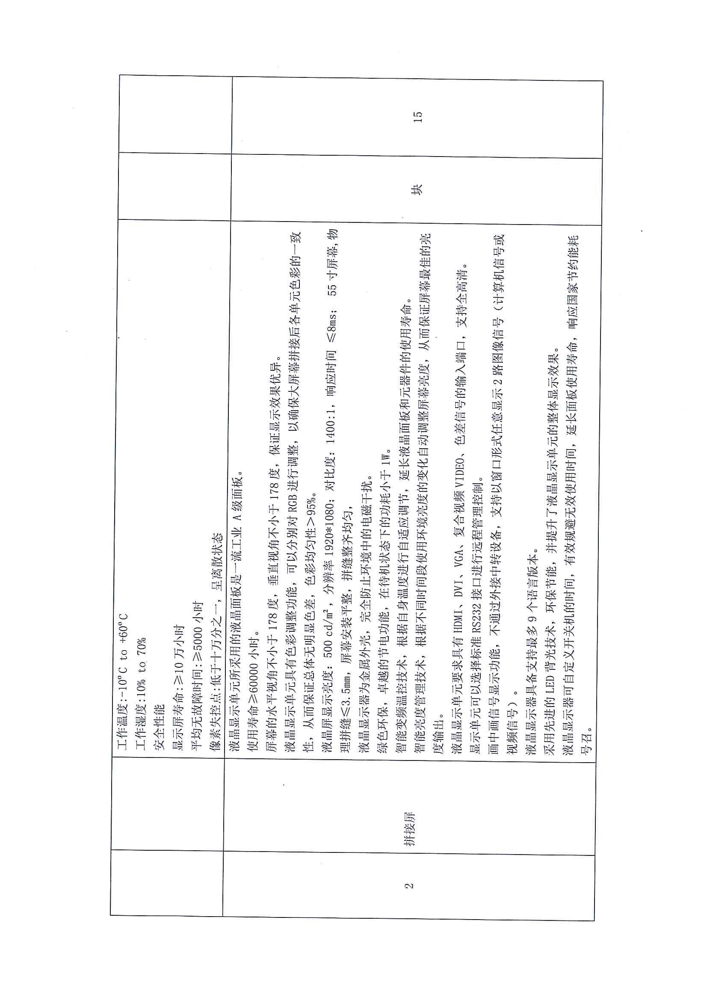 工作温度:-10°C to +60°C
工作湿度:10% to 70%
安全性能
显示屏寿命:≥10 万小时
平均无故障时间:≥5000 小时
像素失控点:低于十万分之一，呈离散状态
2
拼接屏
液晶显示单元所采用的液晶面板是一流工业 A 级面板。
使用寿命≥60000 小时。
屏幕的水平视角不小于 178 度，垂直视角不小于 178 度，保证显示效果优异。
液晶显示单元具有色彩调整功能，可以分别对 RGB 进行调整，以确保大屏幕拼接后各单元色彩的一致
性，从而保证总体无明显色差，色彩均匀性＞95%。
液晶屏显示亮度：500 cd/m²，分辨率 1920*1080；对比度：1400:1，响应时间 ≤8ms； 55 寸屏幕,物
理拼缝≤3.5mm，屏幕安装平整，拼缝整齐均匀，
液晶显示器为金属外壳，完全防止环境中的电磁干扰。
绿色环保，卓越的节电功能，在待机状态下的功耗小于 1W。
智能变频温控技术，根据自身温度进行自适应调节，延长液晶面板和元器件的使用寿命。
智能亮度管理技术，根据不同时间段使用环境亮度的变化自动调整屏幕亮度，从而保证屏幕最佳的亮
度输出。
液晶显示单元要求具有 HDMI、DVI、VGA、复合视频 VIDEO、色差信号的输入端口，支持全高清。
显示单元可以选择标准 RS232 接口进行远程管理控制。
画中画信号显示功能，不通过外接中转设备，支持以窗口形式任意显示 2 路图像信号（计算机信号或
视频信号）。
液晶显示器具备支持最多 9 个语言版本。
采用先进的 LED 背光技术，环保节能，并提升了液晶显示单元的整体显示效果。
液晶显示器可自定义开关机的时间，有效规避无效使用时间，延长面板使用寿命，响应国家节约能耗
号召。
块
15